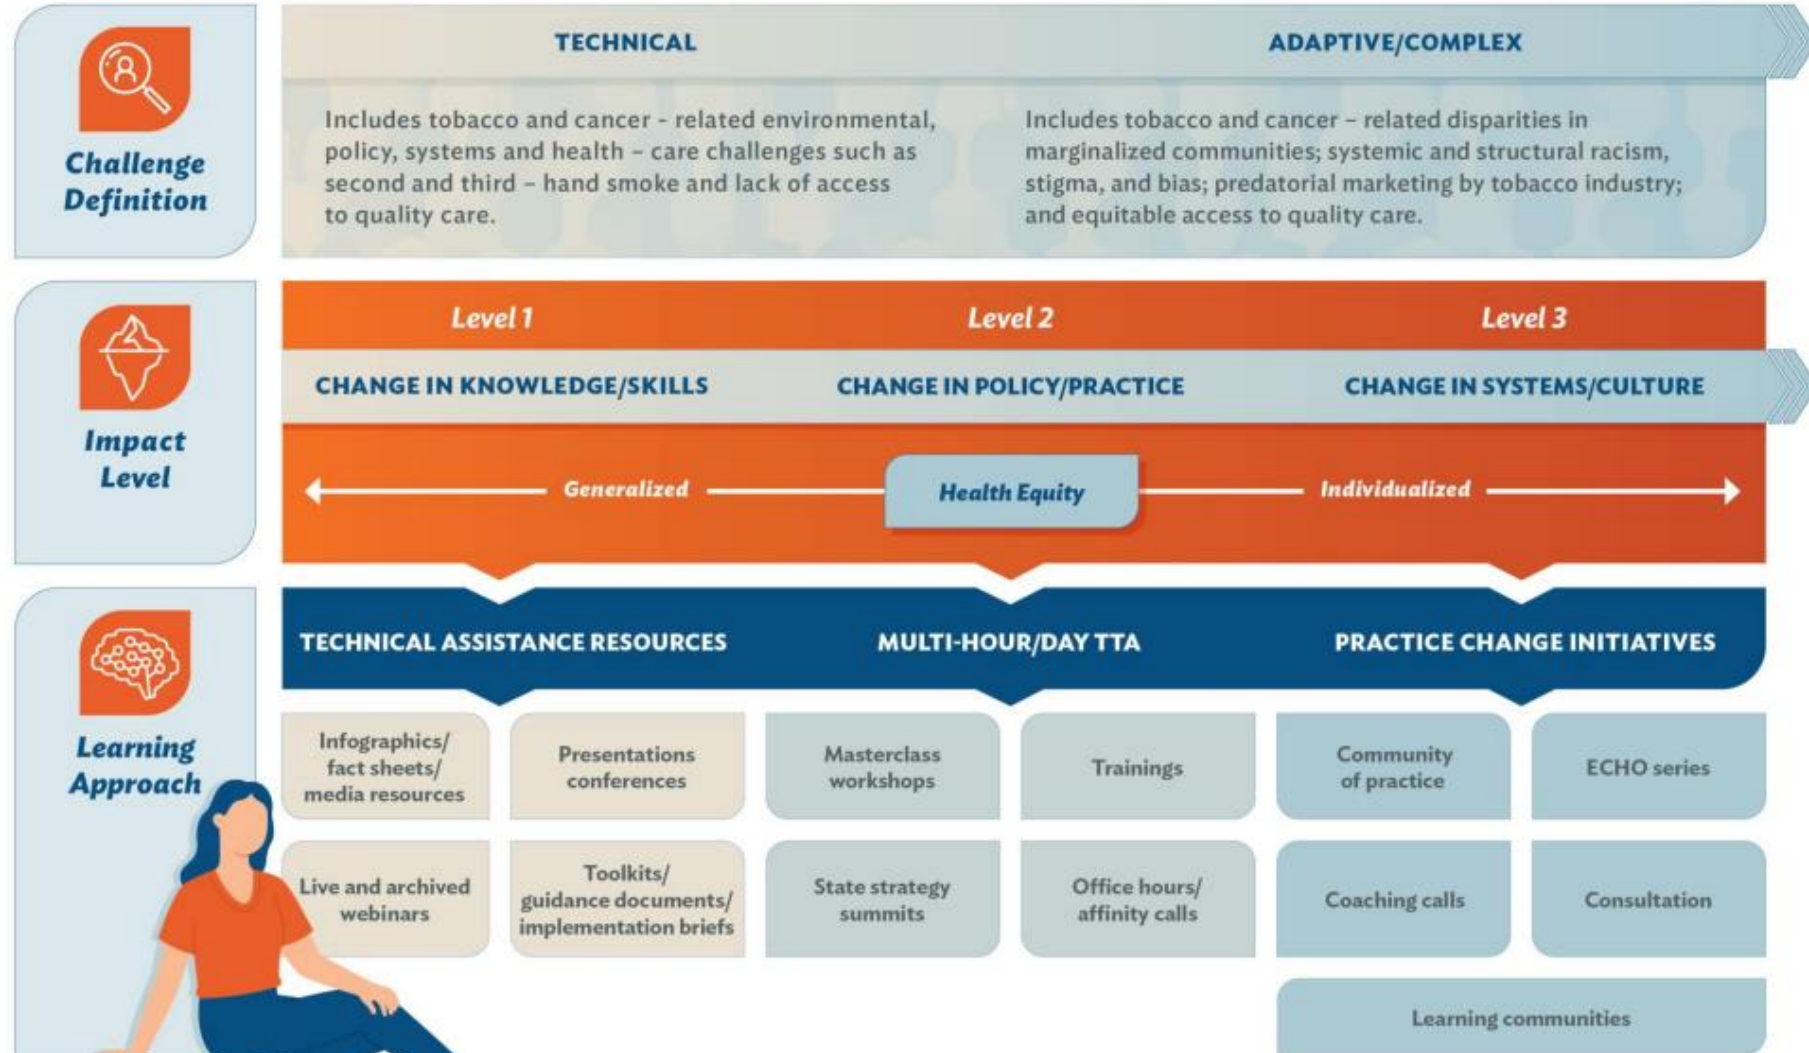 Challenge
Definition
TECHNICAL
ADAPTIVE/COMPLEX
Includes tobacco and cancer - related environmental,
policy, systems and health – care challenges such as
second and third – hand smoke and lack of access
to quality care.
Includes tobacco and cancer – related disparities in
marginalized communities; systemic and structural racism,
stigma, and bias; predatorial marketing by tobacco industry;
and equitable access to quality care.
Impact
Level
Level 1
Level 2
Level 3
CHANGE IN KNOWLEDGE/SKILLS
CHANGE IN POLICY/PRACTICE
CHANGE IN SYSTEMS/CULTURE
Generalized
Health Equity
Individualized
Learning
Approach
TECHNICAL ASSISTANCE RESOURCES
MULTI-HOUR/DAY TTA
PRACTICE CHANGE INITIATIVES
Infographics/
fact sheets/
media resources
Presentations
conferences
Masterclass
workshops
Trainings
Community
of practice
ECHO series
Live and archived
webinars
Toolkits/
guidance documents/
implementation briefs
State strategy
summits
Office hours/
affinity calls
Coaching calls
Consultation
Learning communities